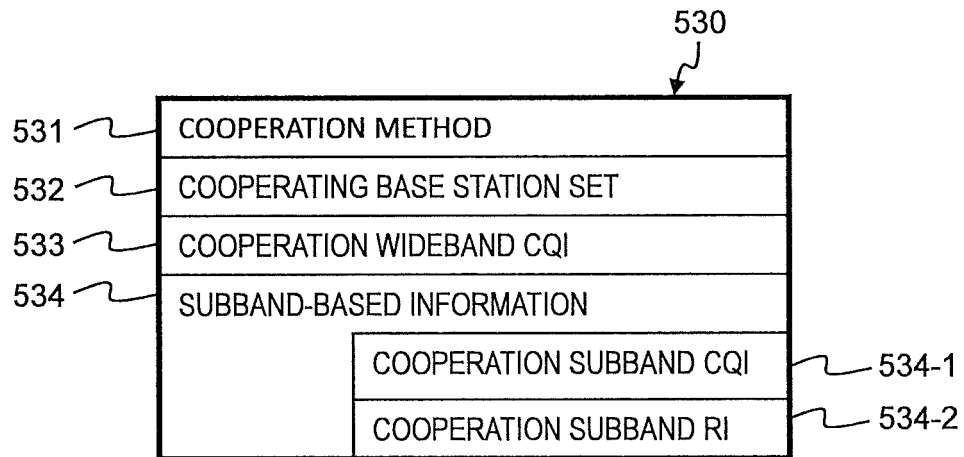 530
531 COOPERATION METHOD
532 COOPERATING BASE STATION SET
533 COOPERATION WIDEBAND CQI
534 SUBBAND-BASED INFORMATION
COOPERATION SUBBAND CQI 534-1
COOPERATION SUBBAND RI 534-2